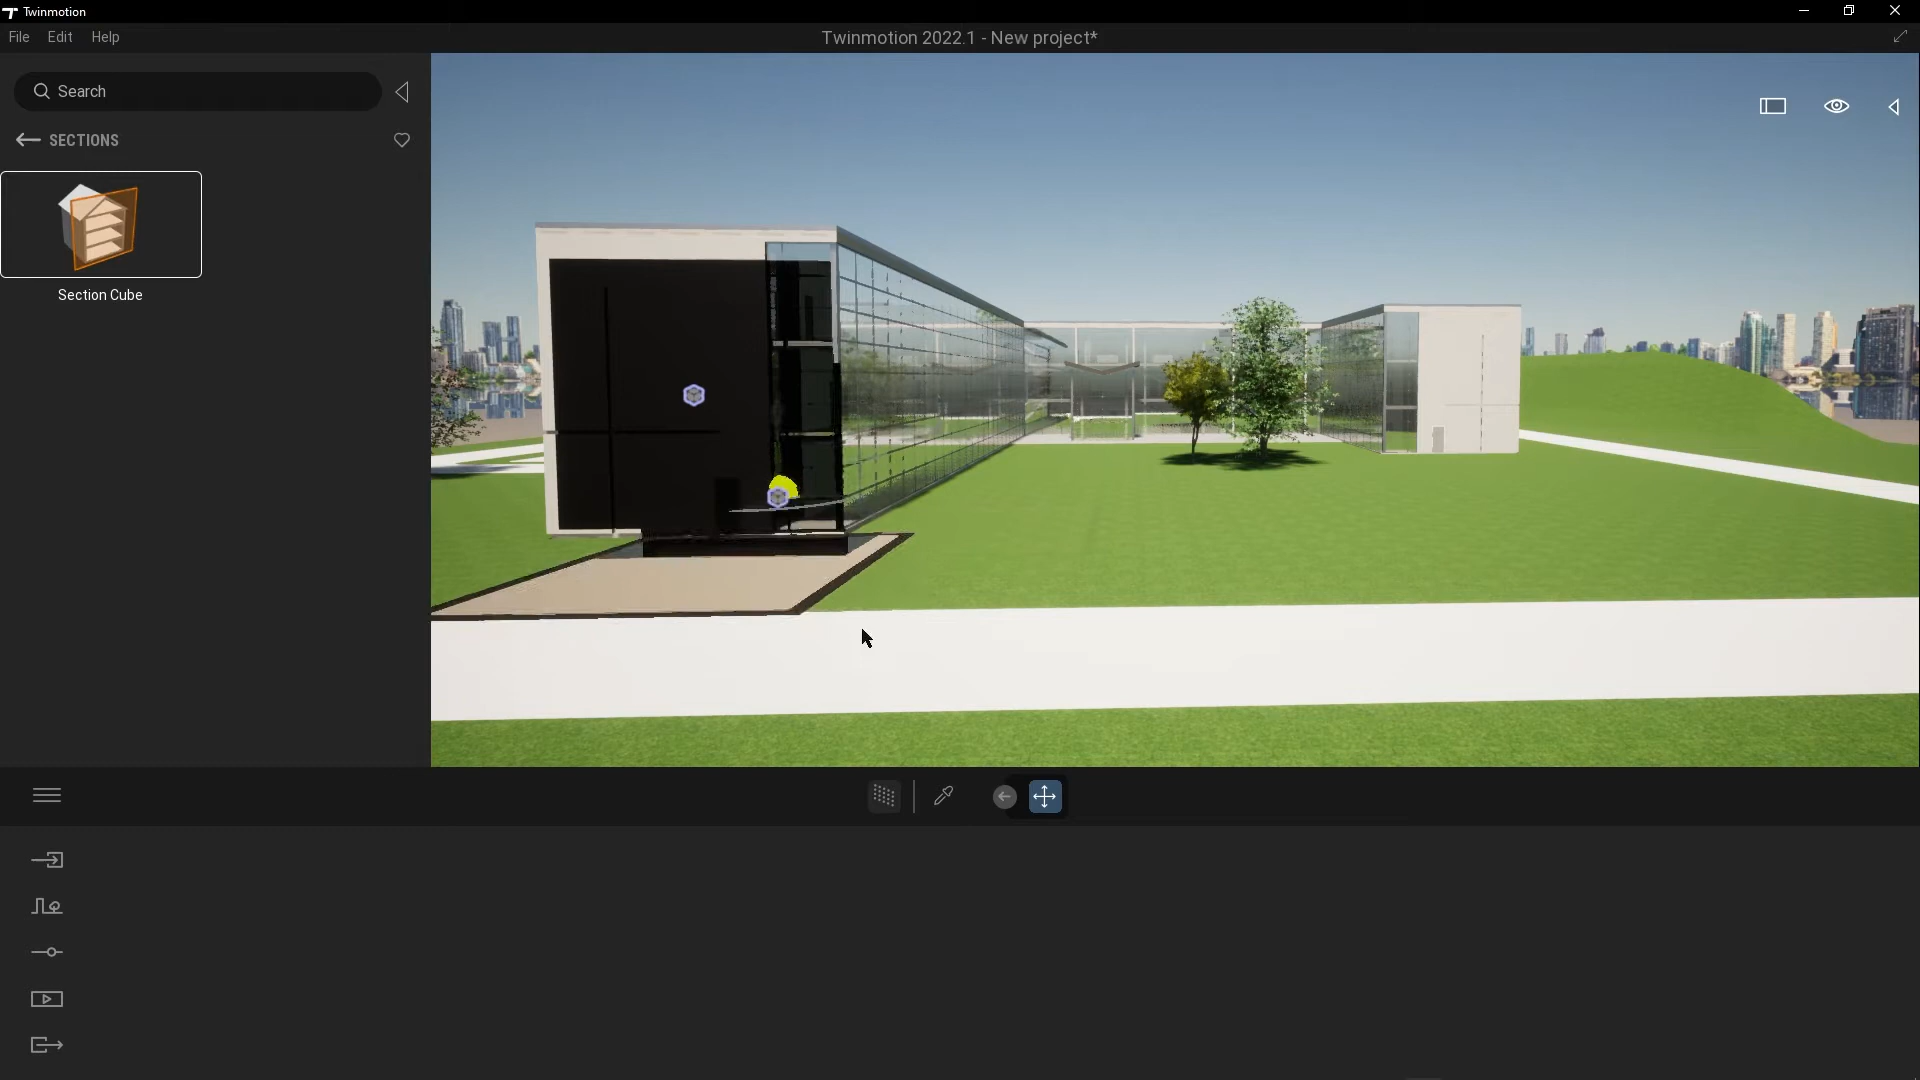 Twinmotion
File Edit Help
Twinmotion 2022.1 - New project*
Search
SECTIONS
Section Cube